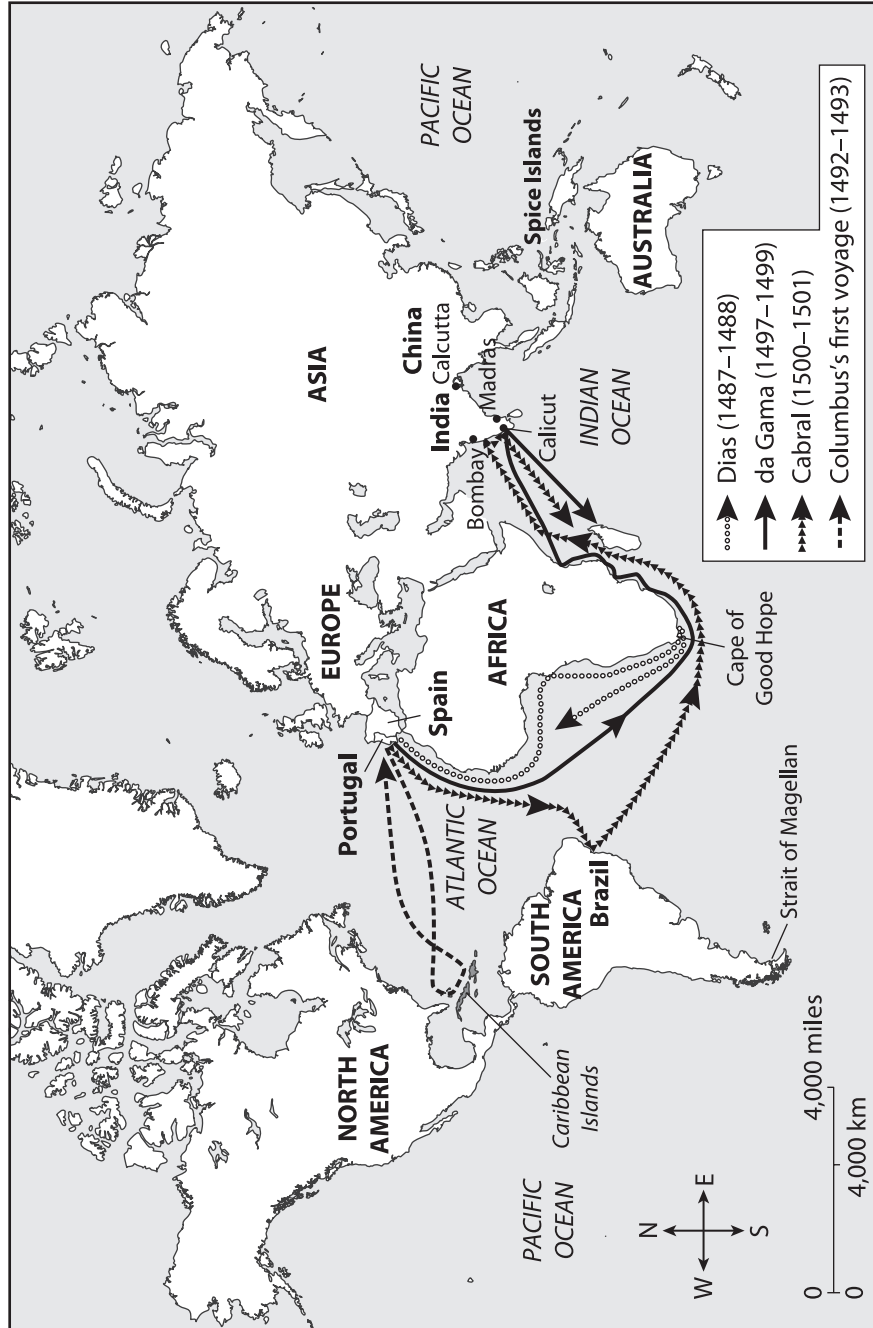 PACIFIC
OCEAN
ASIA
EUROPE
NORTH
AMERICA
Portugal
Spain
China
India
Calcutta
Bombay
Madras
Calicut
Spice Islands
ATLANTIC
OCEAN
AFRICA
INDIAN
OCEAN
AUSTRALIA
Caribbean
Islands
SOUTH
AMERICA
Brazil
PACIFIC
OCEAN
Cape of
Good Hope
Strait of Magellan
N
W
E
S
0
4,000 miles
0
4,000 km
Dias (1487–1488)
da Gama (1497–1499)
Cabral (1500–1501)
Columbus’s first voyage (1492–1493)